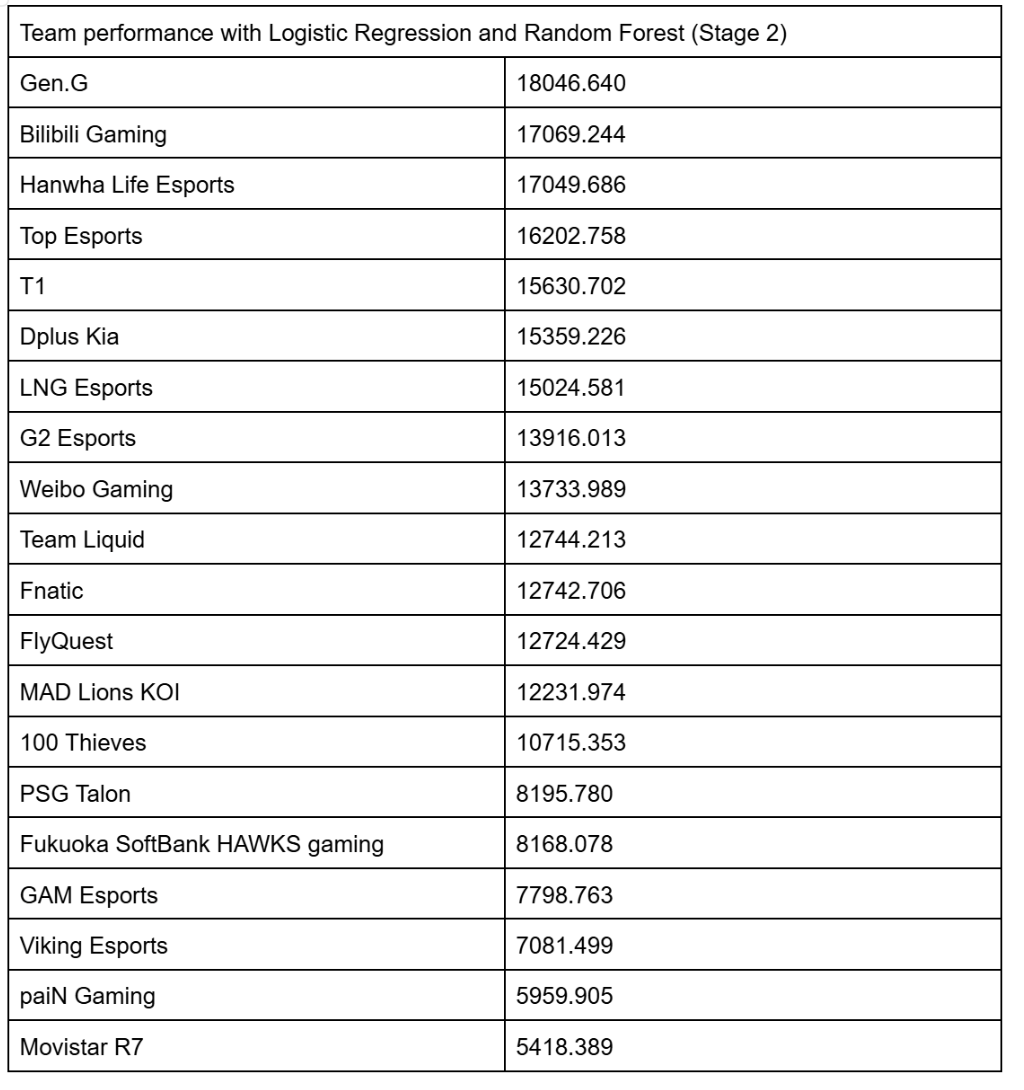 Team performance with Logistic Regression and Random Forest (Stage 2)
Gen.G 18046.640
Bilibili Gaming 17069.244
Hanwha Life Esports 17049.686
Top Esports 16202.758
T1 15630.702
Dplus Kia 15359.226
LNG Esports 15024.581
G2 Esports 13916.013
Weibo Gaming 13733.989
Team Liquid 12744.213
Fnatic 12742.706
FlyQuest 12724.429
MAD Lions KOI 12231.974
100 Thieves 10715.353
PSG Talon 8195.780
Fukuoka SoftBank HAWKS gaming 8168.078
GAM Esports 7798.763
Viking Esports 7081.499
paiN Gaming 5959.905
Movistar R7 5418.389